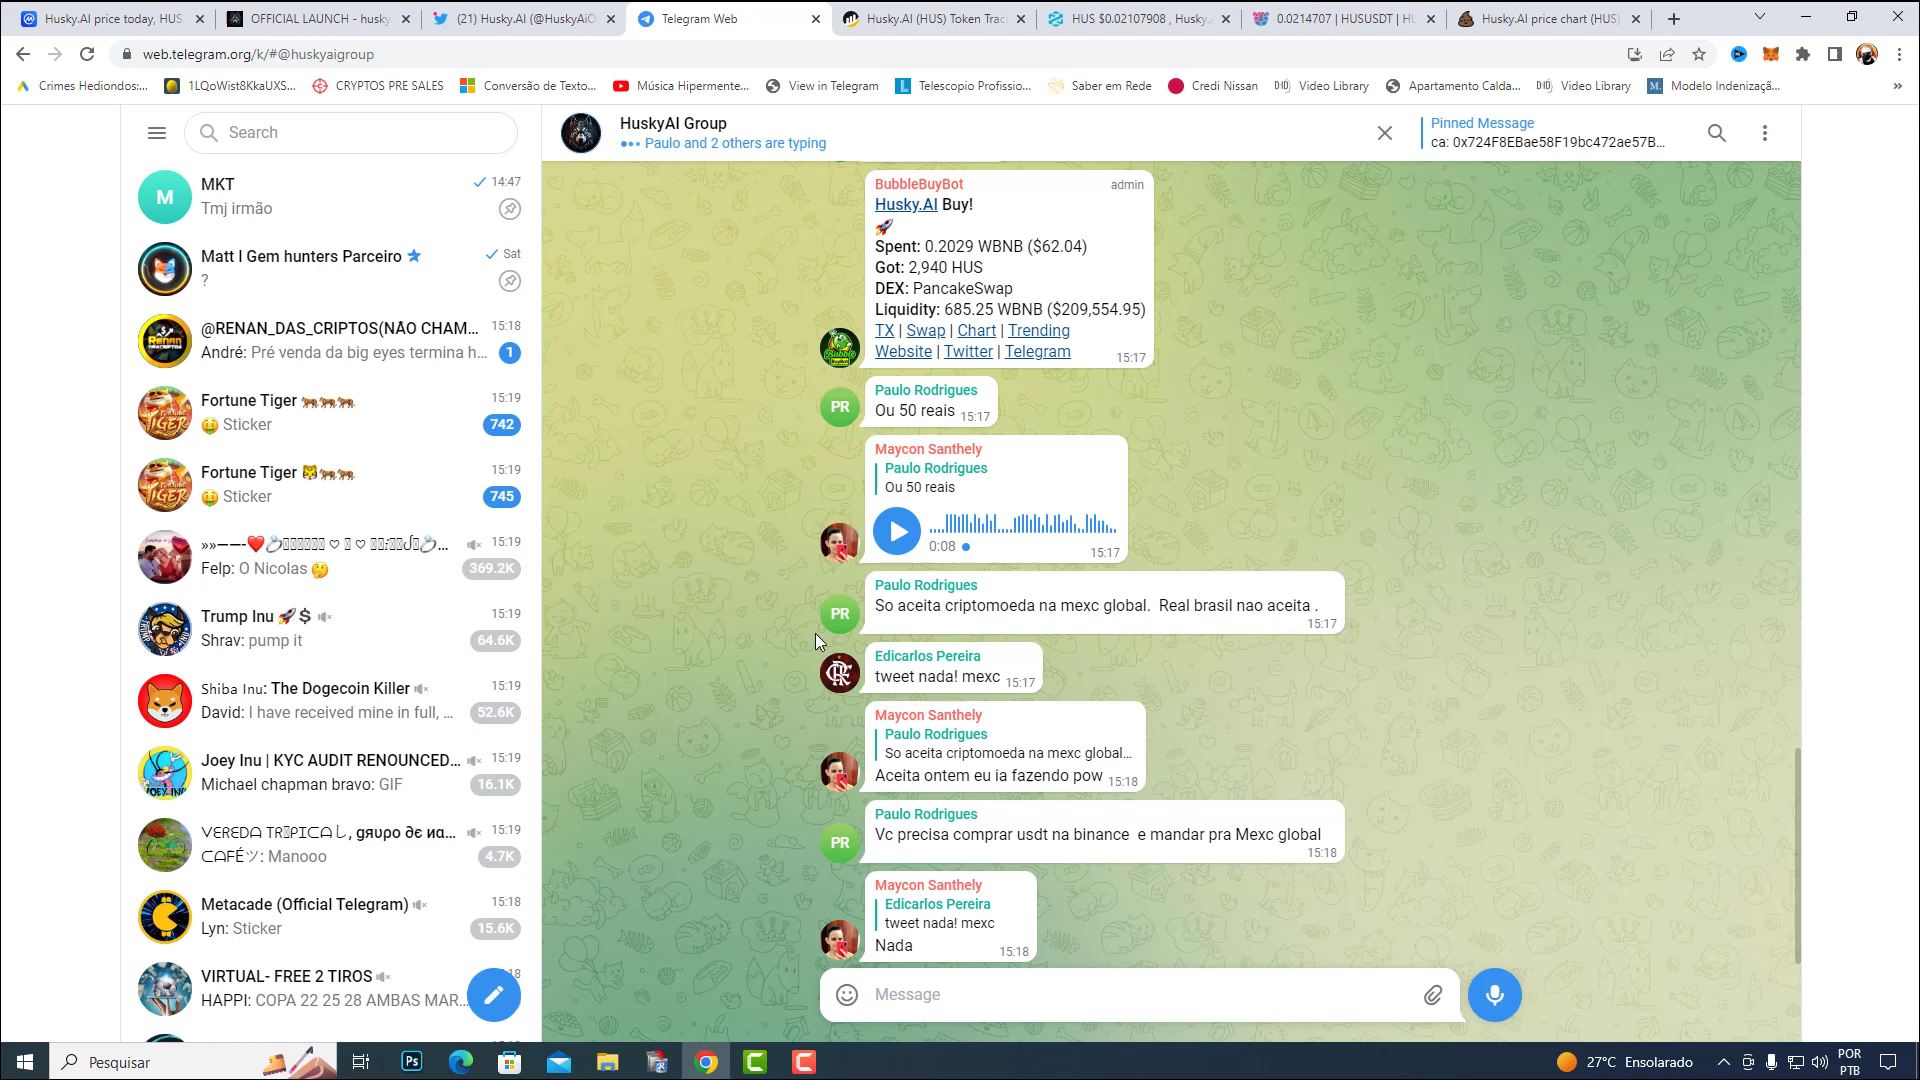 Husky.AI price today, HUS
OFFICIAL LAUNCH - husky
(21) Husky.AI (@HuskyAiO
Telegram Web
Husky.AI (HUS) Token Trac
HUS $0.02107908 , Husky.
0.0214707 | HUSUSDT | HU
Husky.AI price chart (HUS)
web.telegram.org/k/#@huskyaigroup
Crimes Hediondos:...
1LQoWist8KkaUXS...
CRYPTOS PRE SALES
Conversão de Texto...
Música Hipermente...
View in Telegram
Telescopio Profissio...
Saber em Rede
Credi Nissan
Video Library
Apartamento Calda...
Video Library
Modelo Indenizaçã...
Search
HuskyAI Group
Paulo and 2 others are typing
Pinned Message
ca: 0x724F8EBae58F19bc472ae57B...
M
MKT
14:47
Tmj irmão
Matt I Gem hunters Parceiro
Sat
?
@RENAN_DAS_CRIPTOS(NÃO CHAM...
15:18
André: Pré venda da big eyes termina h...
1
Fortune Tiger 🐅🐅🐅
15:19
🤑 Sticker
742
Fortune Tiger 🐯🐅🐅
15:19
🤑 Sticker
745
15:19
Felp: O Nicolas 🤔
369.2K
Trump Inu 🚀 $
15:19
Shrav: pump it
64.6K
Shiba Inu: The Dogecoin Killer
15:19
David: I have received mine in full, ...
52.6K
Joey Inu | KYC AUDIT RENOUNCED...
15:19
Michael chapman bravo: GIF
16.1K
15:19
ᑕᗩᖴÉツ: Manooo
4.7K
Metacade (Official Telegram)
15:18
Lyn: Sticker
15.6K
VIRTUAL- FREE 2 TIROS
HAPPI: COPA 22 25 28 AMBAS MAR...
BubbleBuyBot
admin
Husky.AI Buy!
🚀
Spent: 0.2029 WBNB ($62.04)
Got: 2,940 HUS
DEX: PancakeSwap
Liquidity: 685.25 WBNB ($209,554.95)
TX | Swap | Chart | Trending
Website | Twitter | Telegram
15:17
PR
Paulo Rodrigues
Ou 50 reais
15:17
Maycon Santhely
Paulo Rodrigues
Ou 50 reais
0:08
15:17
PR
Paulo Rodrigues
So aceita criptomoeda na mexc global.  Real brasil nao aceita .
15:17
Edicarlos Pereira
tweet nada! mexc
15:17
Maycon Santhely
Paulo Rodrigues
So aceita criptomoeda na mexc global...
Aceita ontem eu ia fazendo pow
15:18
PR
Paulo Rodrigues
Vc precisa comprar usdt na binance  e mandar pra Mexc global
15:18
Maycon Santhely
Edicarlos Pereira
tweet nada! mexc
Nada
15:18
Message
Pesquisar
Ps
27°C Ensolarado
POR
PTB